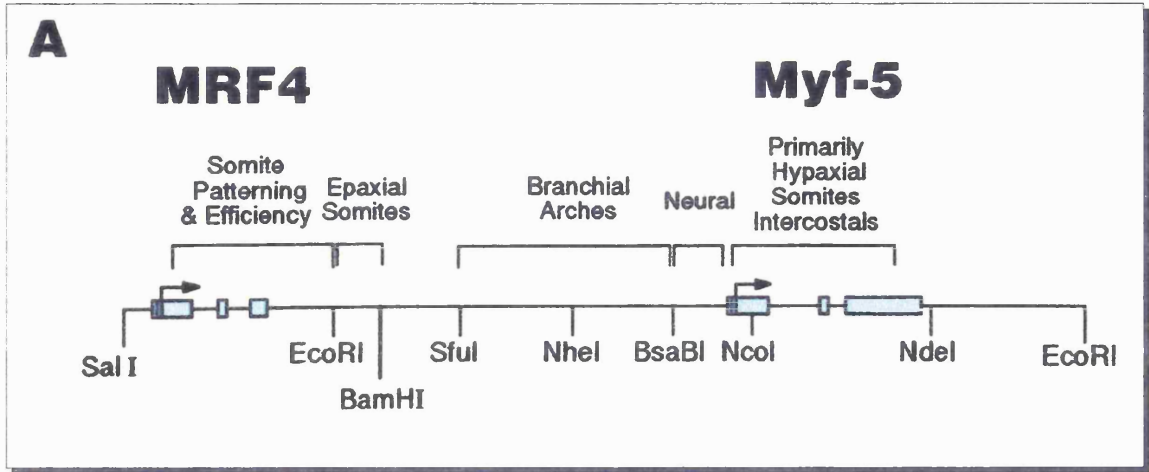 A
MRF4
Myf-5
Somite
Patterning
& Efficiency
Epaxial
Somites
Branchial
Arches
Neural
Primarily
Hypaxial
Somites
Intercostals
Sal I
EcoRI
BamHI
SfuI
NheI
BsaBI
NcoI
NdeI
EcoRI